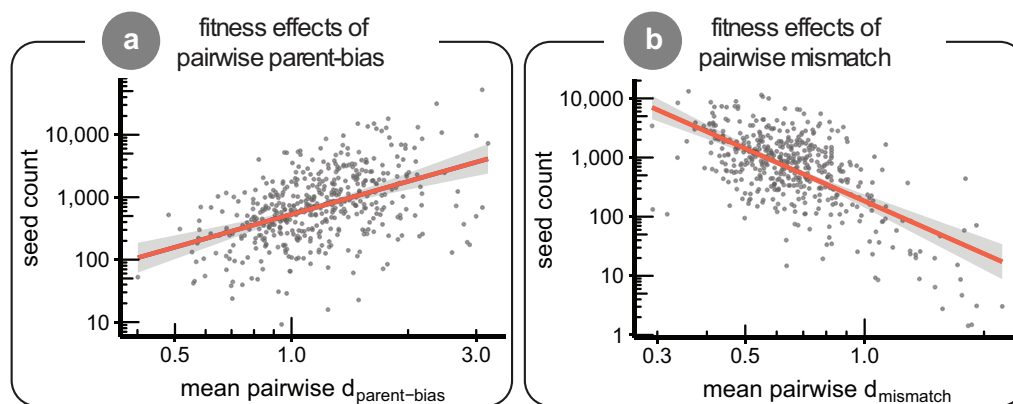 a
fitness effects of
pairwise parent-bias
seed count
10,000
1,000
100
10
0.5
1.0
3.0
mean pairwise d_parent−bias
b
fitness effects of
pairwise mismatch
seed count
10,000
1,000
100
10
1
0.3
0.5
1.0
mean pairwise d_mismatch